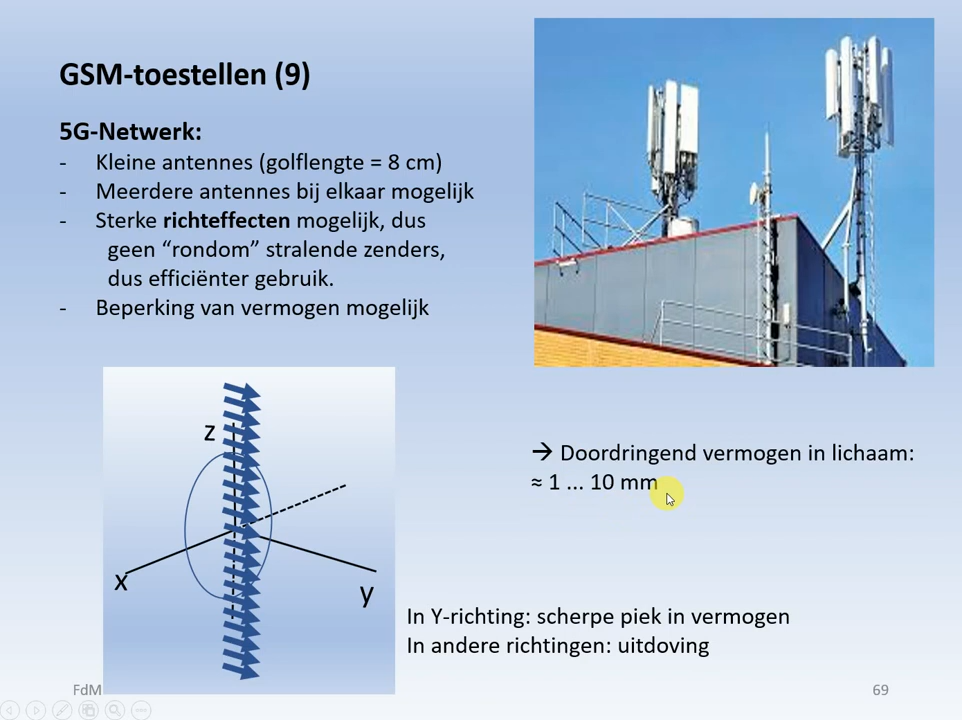 GSM-toestellen (9)
5G-Netwerk:
- Kleine antennes (golflengte = 8 cm)
- Meerdere antennes bij elkaar mogelijk
- Sterke richteffecten mogelijk, dus
geen “rondom” stralende zenders,
dus efficiënter gebruik.
- Beperking van vermogen mogelijk
z
x
y
→ Doordringend vermogen in lichaam:
≈ 1 ... 10 mm
In Y-richting: scherpe piek in vermogen
In andere richtingen: uitdoving
FdM
69